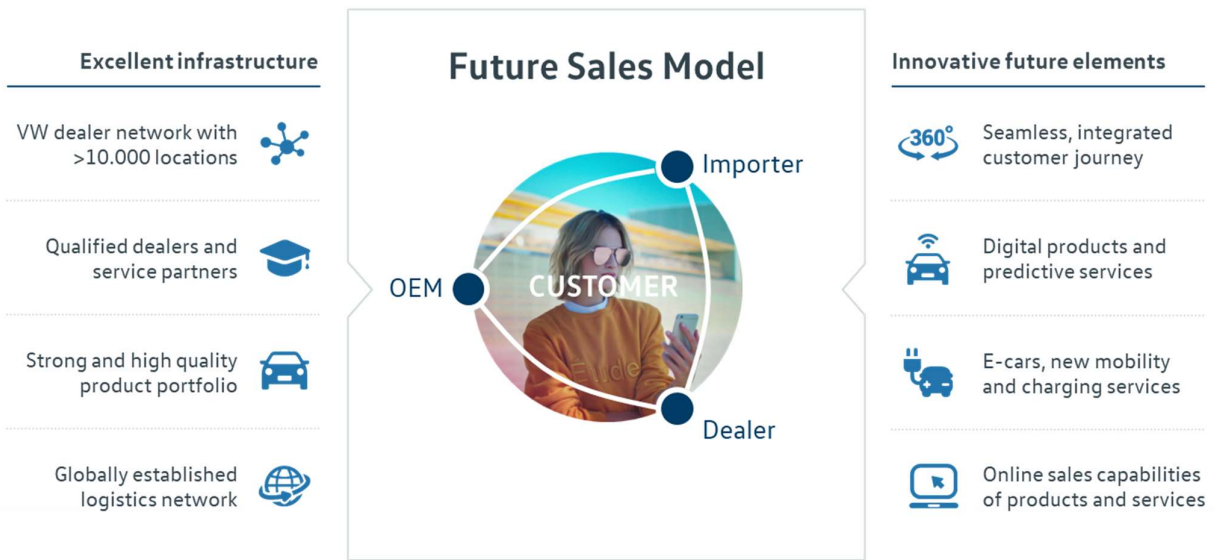 Excellent infrastructure
VW dealer network with
>10.000 locations
Qualified dealers and
service partners
Strong and high quality
product portfolio
Globally established
logistics network
Future Sales Model
Importer
OEM
CUSTOMER
Dealer
Innovative future elements
360°
Seamless, integrated
customer journey
Digital products and
predictive services
E-cars, new mobility
and charging services
Online sales capabilities
of products and services